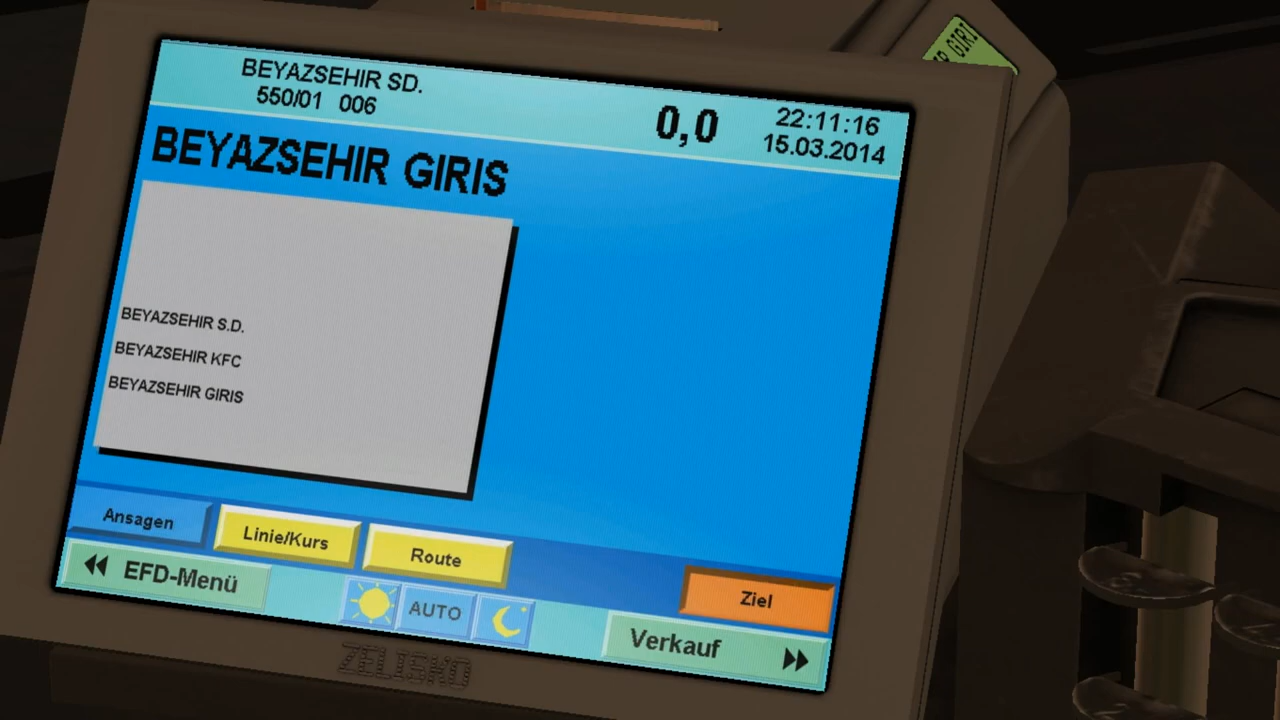 BEYAZSEHIR SD.
550/01 006
0,0
22:11:16
15.03.2014
BEYAZSEHIR GIRIS
BEYAZSEHIR S.D.
BEYAZSEHIR KFC
BEYAZSEHIR GIRIS
Ansagen
Linie/Kurs
Route
Ziel
EFD-Menü
AUTO
Verkauf
ZELISKO
GIRI